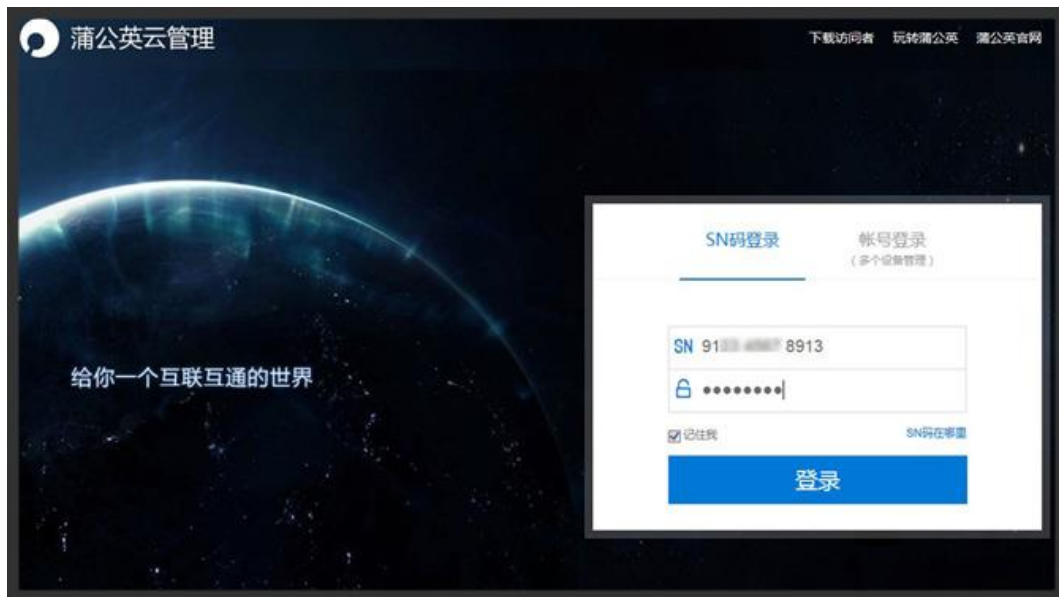 蒲公英云管理
下载访问者 玩转蒲公英 蒲公英官网
SN码登录 帐号登录
(多个设备管理)
SN 91 8913
给你一个互联互通的世界
记住我 SN码在哪里
登录